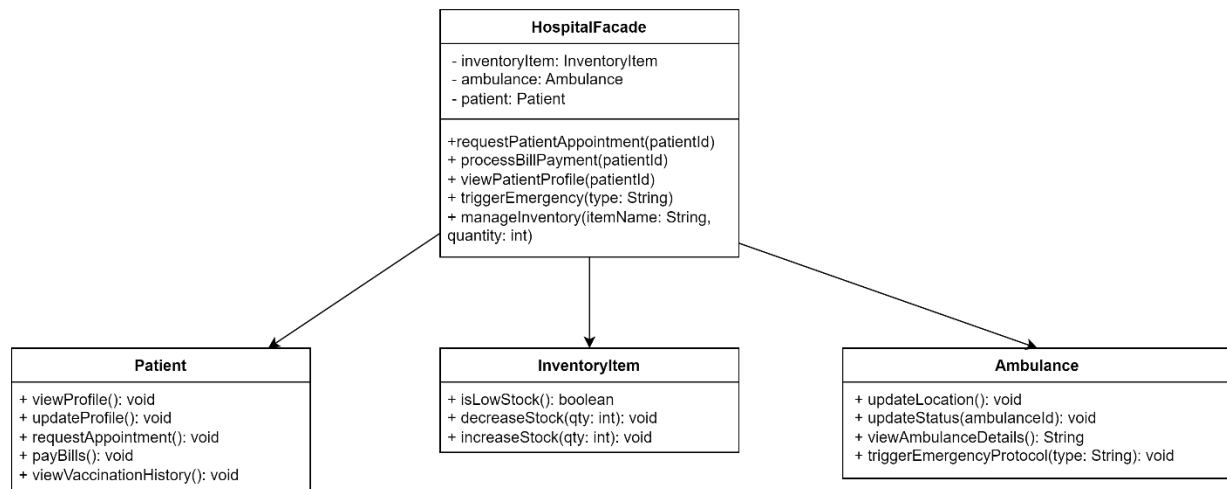 HospitalFacade
- inventoryItem: InventoryItem
- ambulance: Ambulance
- patient: Patient
+requestPatientAppointment(patientId)
+ processBillPayment(patientId)
+ viewPatientProfile(patientId)
+ triggerEmergency(type: String)
+ manageInventory(itemName: String,
quantity: int)
Patient
+ viewProfile(): void
+ updateProfile(): void
+ requestAppointment(): void
+ payBills(): void
+ viewVaccinationHistory(): void
InventoryItem
+ isLowStock(): boolean
+ decreaseStock(qty: int): void
+ increaseStock(qty: int): void
Ambulance
+ updateLocation(): void
+ updateStatus(ambulanceId): void
+ viewAmbulanceDetails(): String
+ triggerEmergencyProtocol(type: String): void